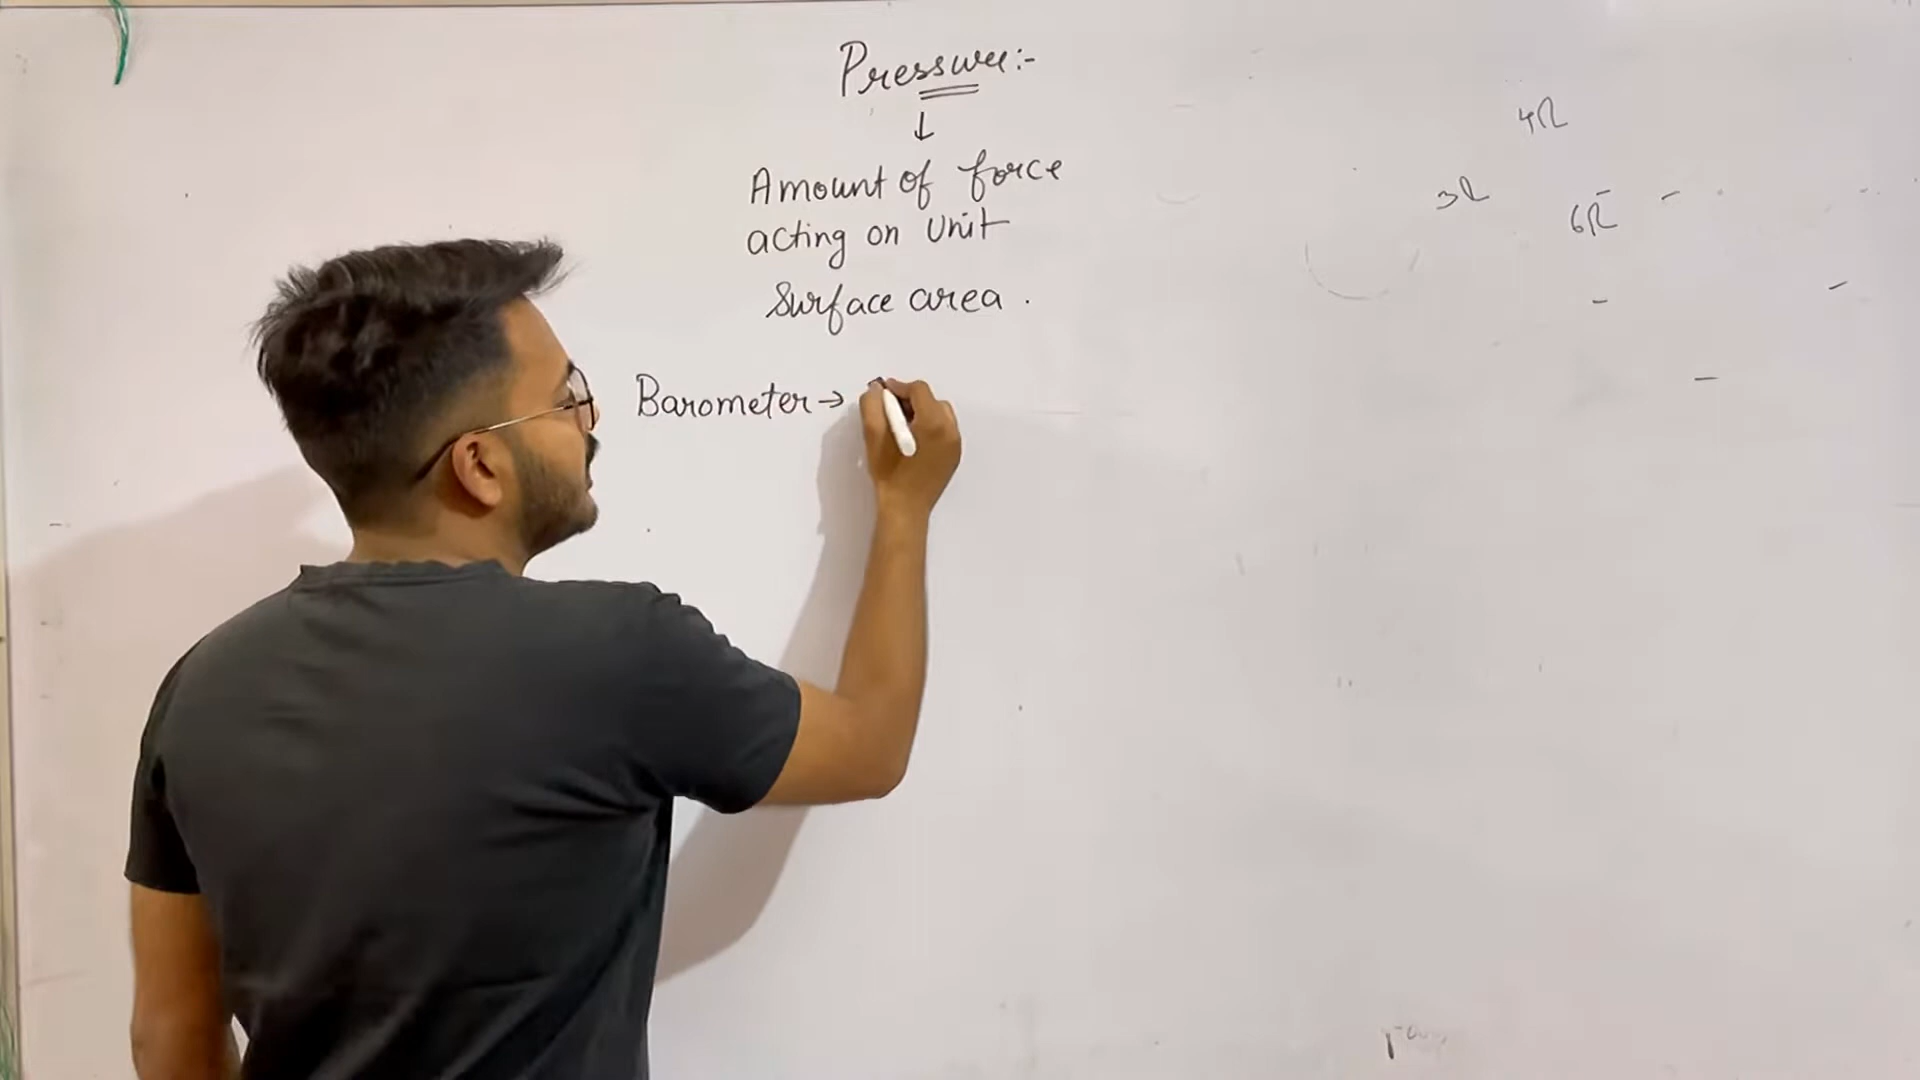 Pressure:-
↓
Amount of force
acting on Unit
Surface area .
Barometer →
4Ω
3Ω
6Ω